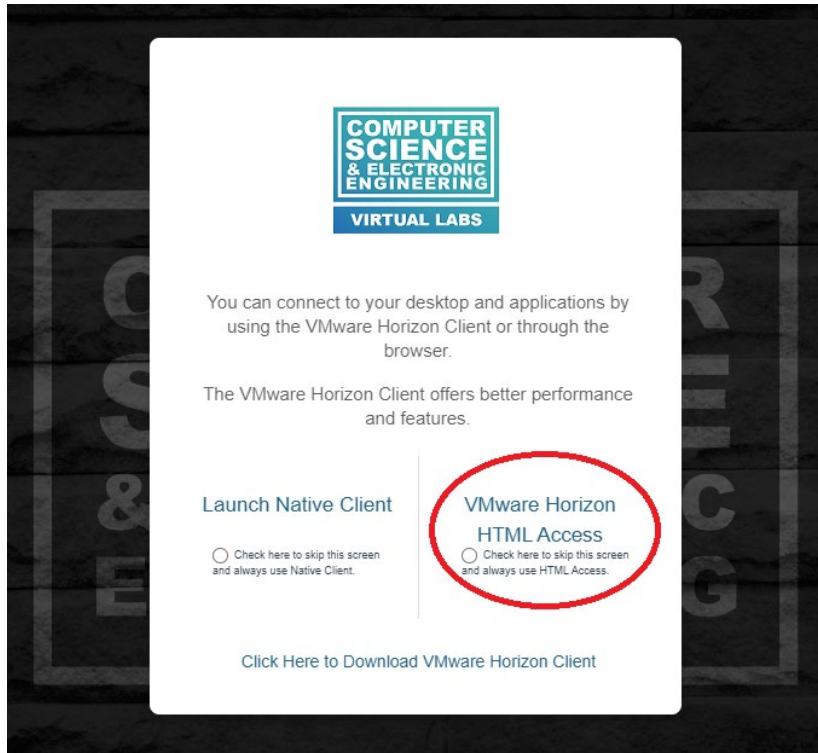 COMPUTER
SCIENCE
& ELECTRONIC
ENGINEERING
VIRTUAL LABS
You can connect to your desktop and applications by
using the VMware Horizon Client or through the
browser.
The VMware Horizon Client offers better performance
and features.
Launch Native Client
Check here to skip this screen
and always use Native Client.
VMware Horizon
HTML Access
Check here to skip this screen
and always use HTML Access.
Click Here to Download VMware Horizon Client